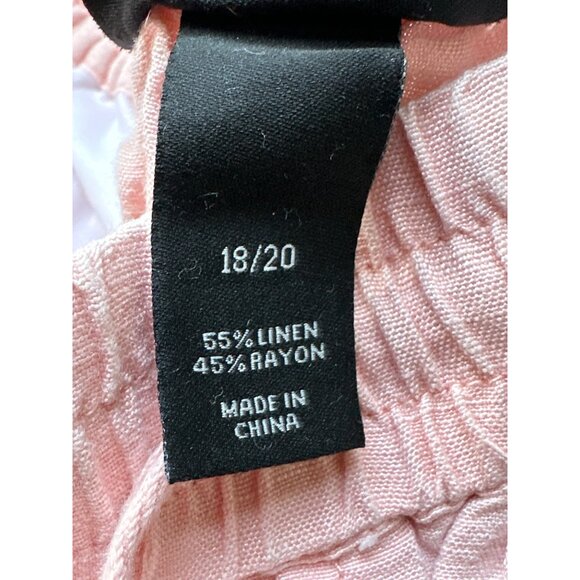 18/20
55% LINEN
45% RAYON
MADE IN
CHINA